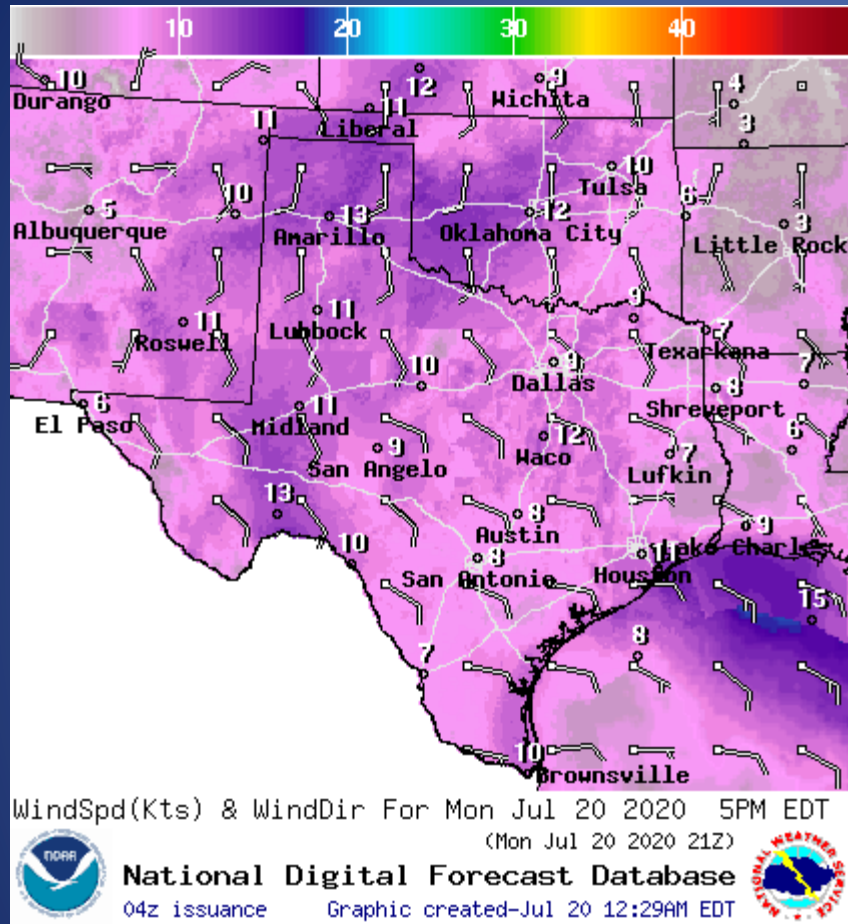 10 20 30 40
10 12 9 4
Durango Wichita
11 Liberal 11 3
10 Tulsa
5 10 13 12 6 3
Albuquerque Amarillo Oklahoma City Little Rock
11 11 9
Roswell Lubbock 7
Texarkana
10 9 7
Dallas 8
6 11 Shreveport
El Paso Midland 12 6
9 Waco 7
San Angelo Lufkin
13 8 9
Austin
10 8 11 Lake Charles
San Antonio Houston
15
8
7
10
Brownsville
WindSpd(Kts) & WindDir For Mon Jul 20 2020 5PM EDT
(Mon Jul 20 2020 21Z)
NOAA
National Digital Forecast Database
04z issuance Graphic created-Jul 20 12:29AM EDT
NATIONAL WEATHER SERVICE